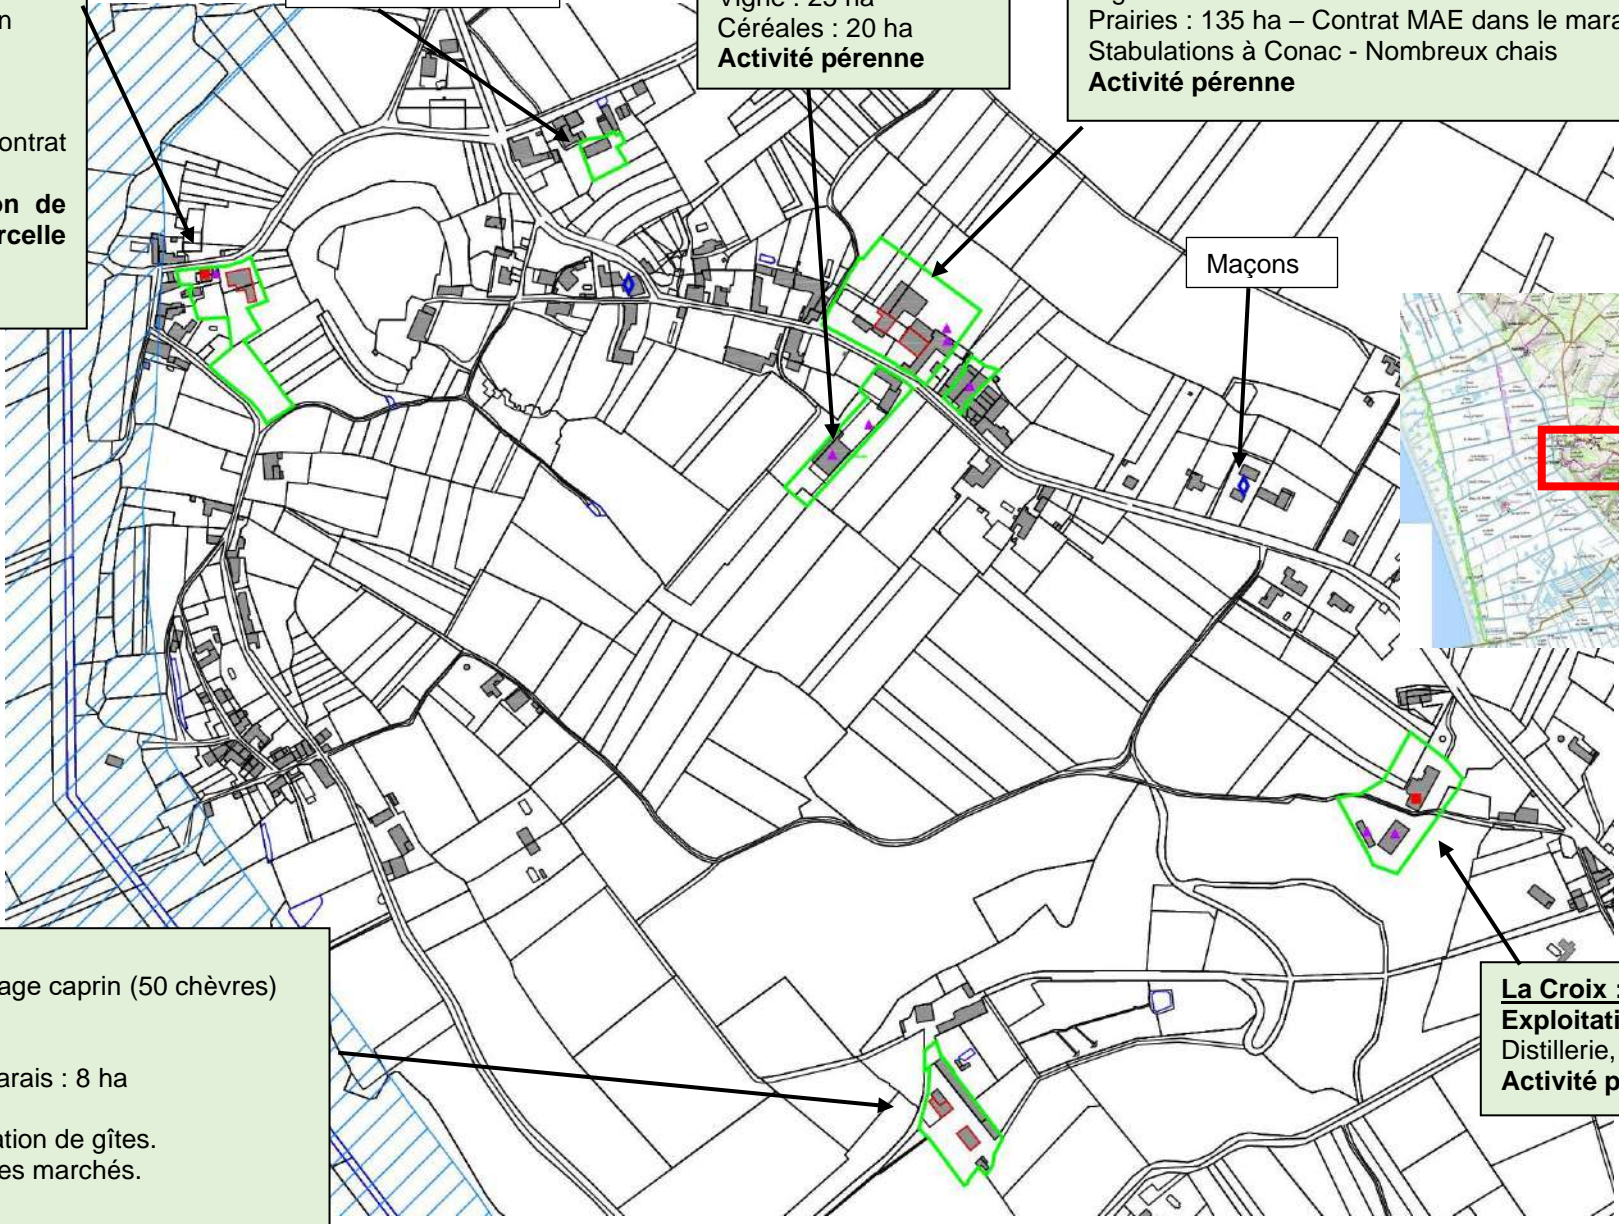 n
ontrat
on de
rcelle
Vigne : 25 ha
Céréales : 20 ha
Activité pérenne
Prairies : 135 ha – Contrat MAE dans le mara
Stabulations à Conac - Nombreux chais
Activité pérenne
Maçons
age caprin (50 chèvres)
arais : 8 ha
ation de gîtes.
es marchés.
La Croix :
Exploitati
Distillerie,
Activité p